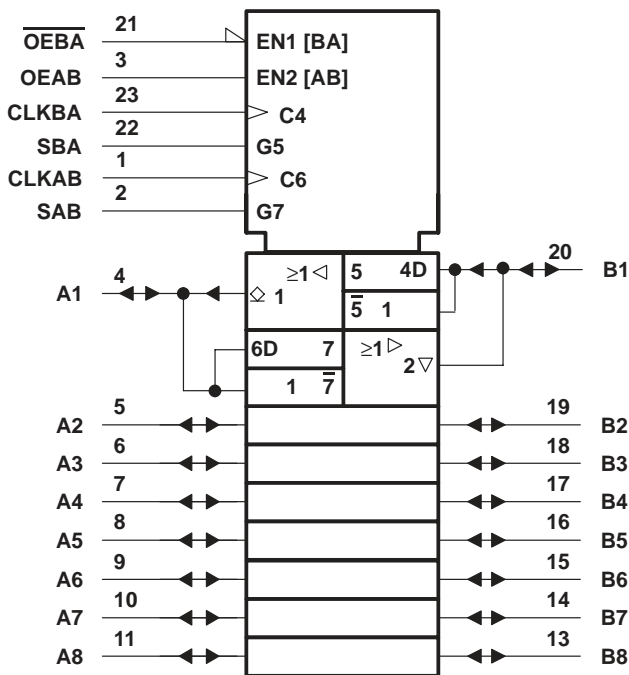 21
O̅E̅B̅A̅ EN1 [BA]
3
OEAB EN2 [AB]
23
CLKBA C4
22
SBA G5
1
CLKAB C6
2
SAB G7
4 ≥1 5 4D 20
A1 1 5̅ 1 B1
6D 7 ≥1
1 7̅ 2
5 19
A2 B2
6 18
A3 B3
7 17
A4 B4
8 16
A5 B5
9 15
A6 B6
10 14
A7 B7
11 13
A8 B8